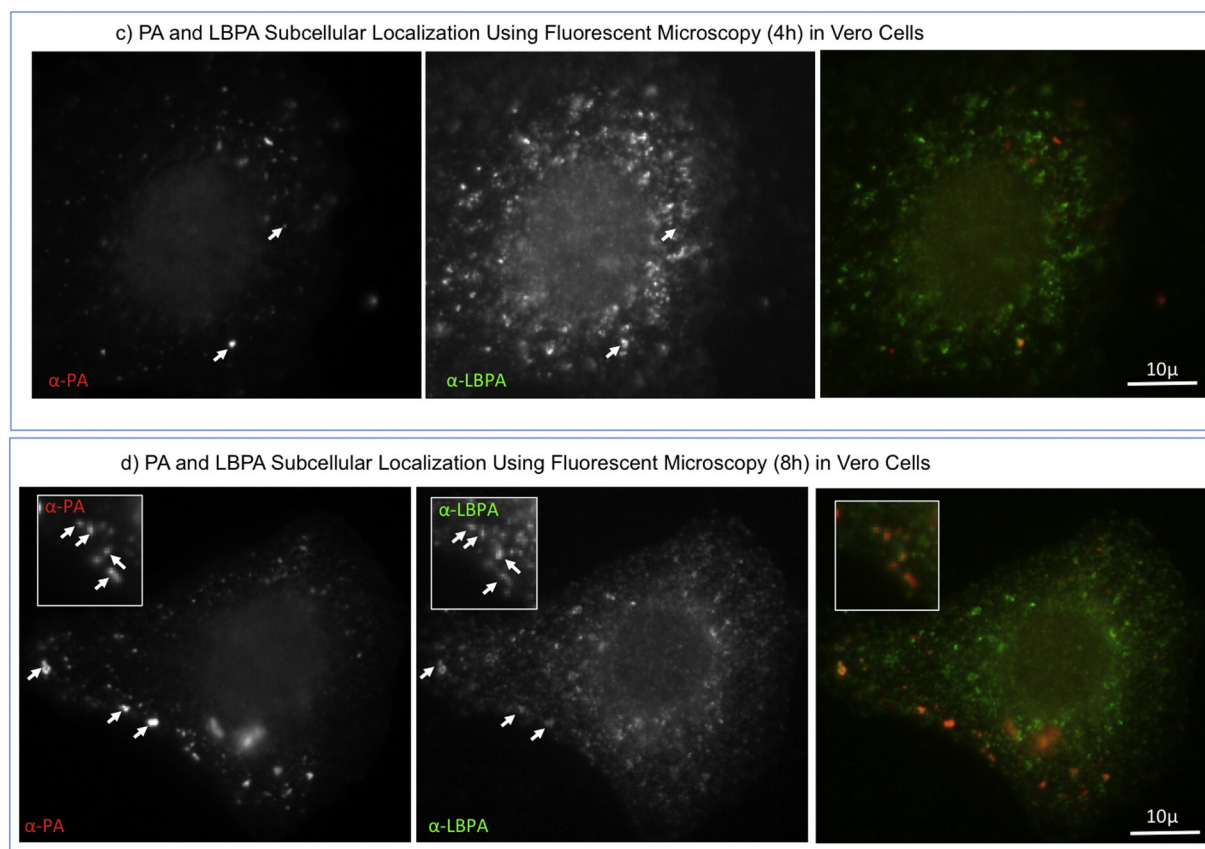 c) PA and LBPA Subcellular Localization Using Fluorescent Microscopy (4h) in Vero Cells
α-PA
α-LBPA
10μ
d) PA and LBPA Subcellular Localization Using Fluorescent Microscopy (8h) in Vero Cells
α-PA
α-LBPA
α-PA
α-LBPA
10μ